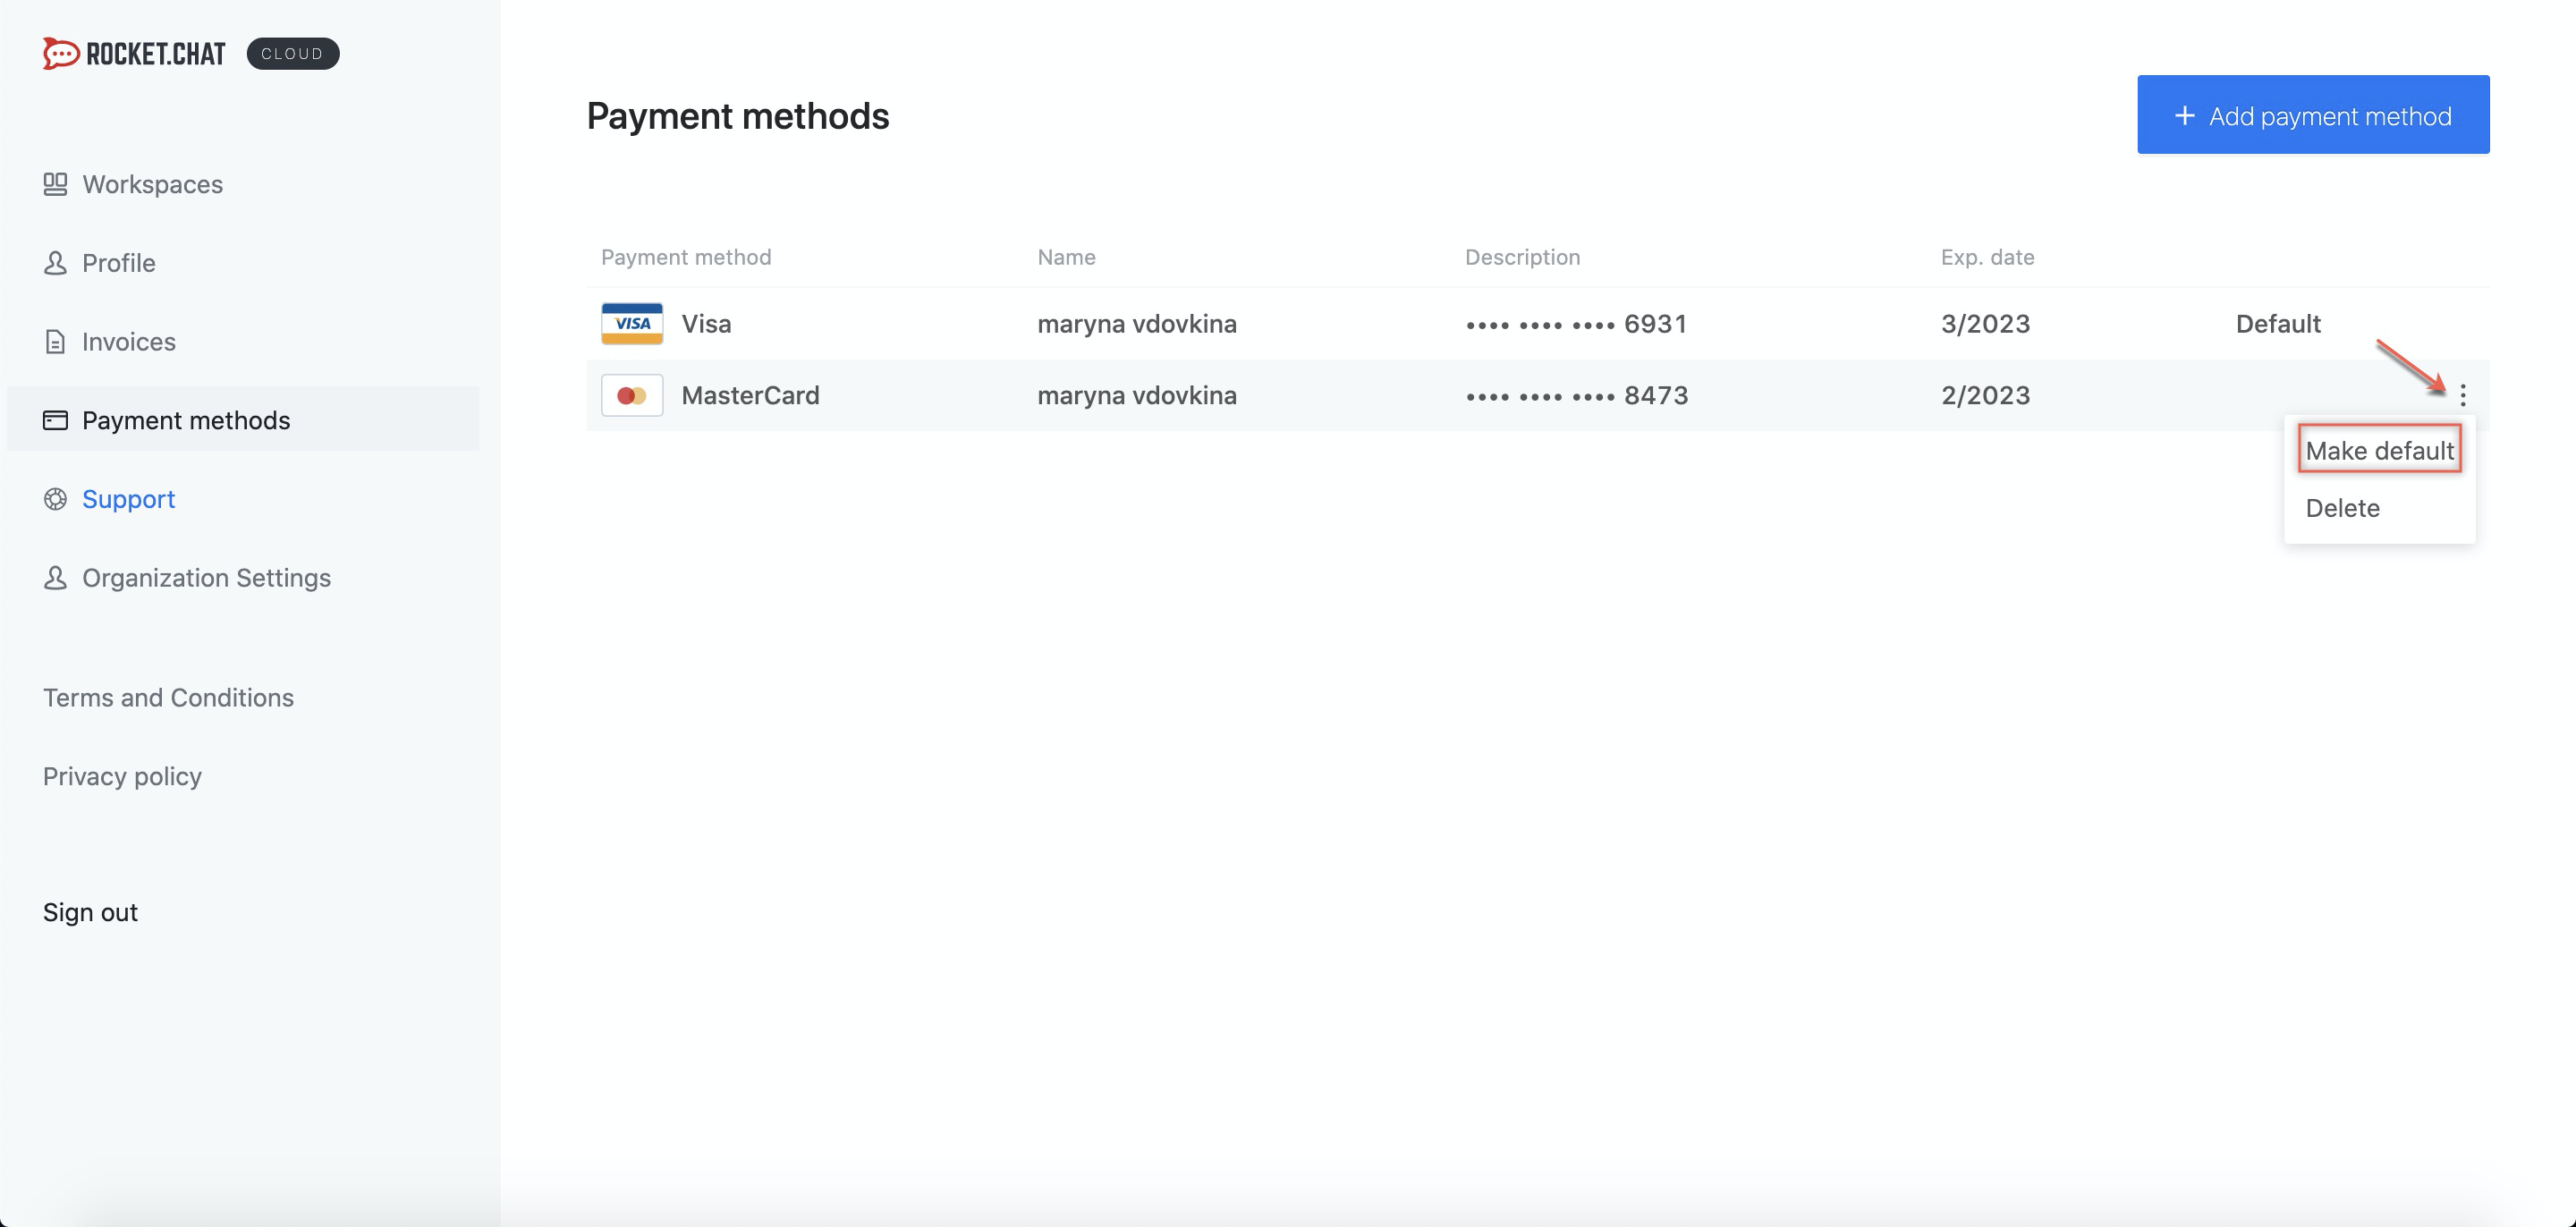 ROCKET.CHAT CLOUD
Workspaces
Profile
Invoices
Payment methods
Support
Organization Settings
Terms and Conditions
Privacy policy
Sign out
Payment methods
+ Add payment method
Payment method Name Description Exp. date
VISA Visa maryna vdovkina •••• •••• •••• 6931 3/2023 Default
MasterCard maryna vdovkina •••• •••• •••• 8473 2/2023
Make default
Delete